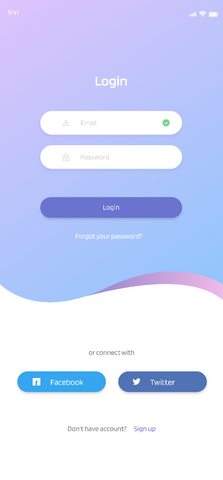 9:41
Login
Email
Password
Login
Forgot your password?
or connect with
Facebook
Twitter
Don't have account? Sign up